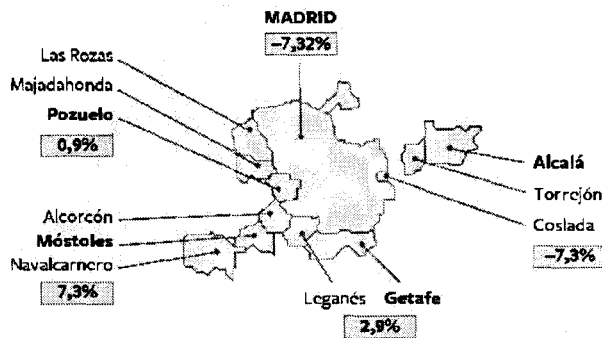 MADRID
–7,32%
Las Rozas
Majadahonda
Pozuelo
0,9%
Alcalá
Torrejón
Coslada
–7,3%
Alcorcón
Móstoles
Navalcarnero
7,3%
Leganés Getafe
2,9%